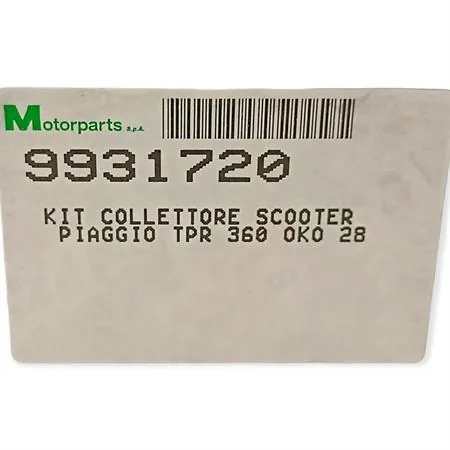 Motorparts S.p.A.
9931720
KIT COLLETTORE SCOOTER
PIAGGIO TPR 360 OKO 28